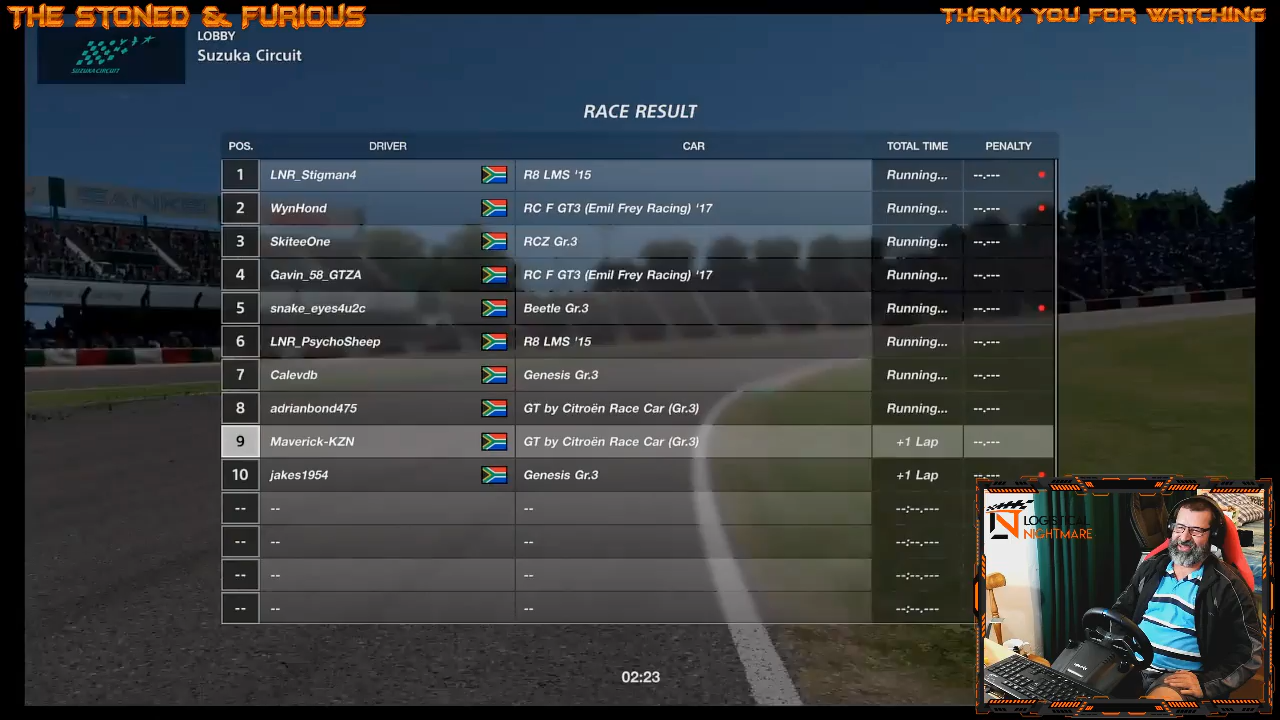 THE STONED & FURIOUS
THANK YOU FOR WATCHING
LOBBY
Suzuka Circuit
SUZUKA CIRCUIT
RACE RESULT
POS. DRIVER CAR TOTAL TIME PENALTY
1 LNR_Stigman4 R8 LMS '15 Running... --.---
2 WynHond RC F GT3 (Emil Frey Racing) '17 Running... --.---
3 SkiteeOne RCZ Gr.3 Running... --.---
4 Gavin_58_GTZA RC F GT3 (Emil Frey Racing) '17 Running... --.---
5 snake_eyes4u2c Beetle Gr.3 Running... --.---
6 LNR_PsychoSheep R8 LMS '15 Running... --.---
7 Calevdb Genesis Gr.3 Running... --.---
8 adrianbond475 GT by Citroën Race Car (Gr.3) Running... --.---
9 Maverick-KZN GT by Citroën Race Car (Gr.3) +1 Lap --.---
10 jakes1954 Genesis Gr.3 +1 Lap --.---
-- -- -- --:--.---
-- -- -- --:--.---
-- -- -- --:--.---
-- -- -- --:--.---
02:23
LOGISTICAL
NIGHTMARE